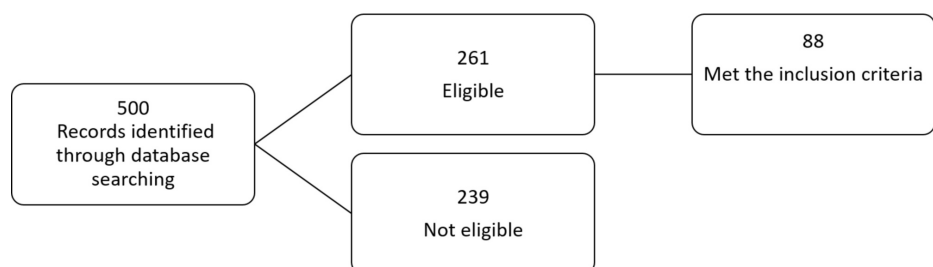 500
Records identified
through database
searching
261
Eligible
239
Not eligible
88
Met the inclusion criteria